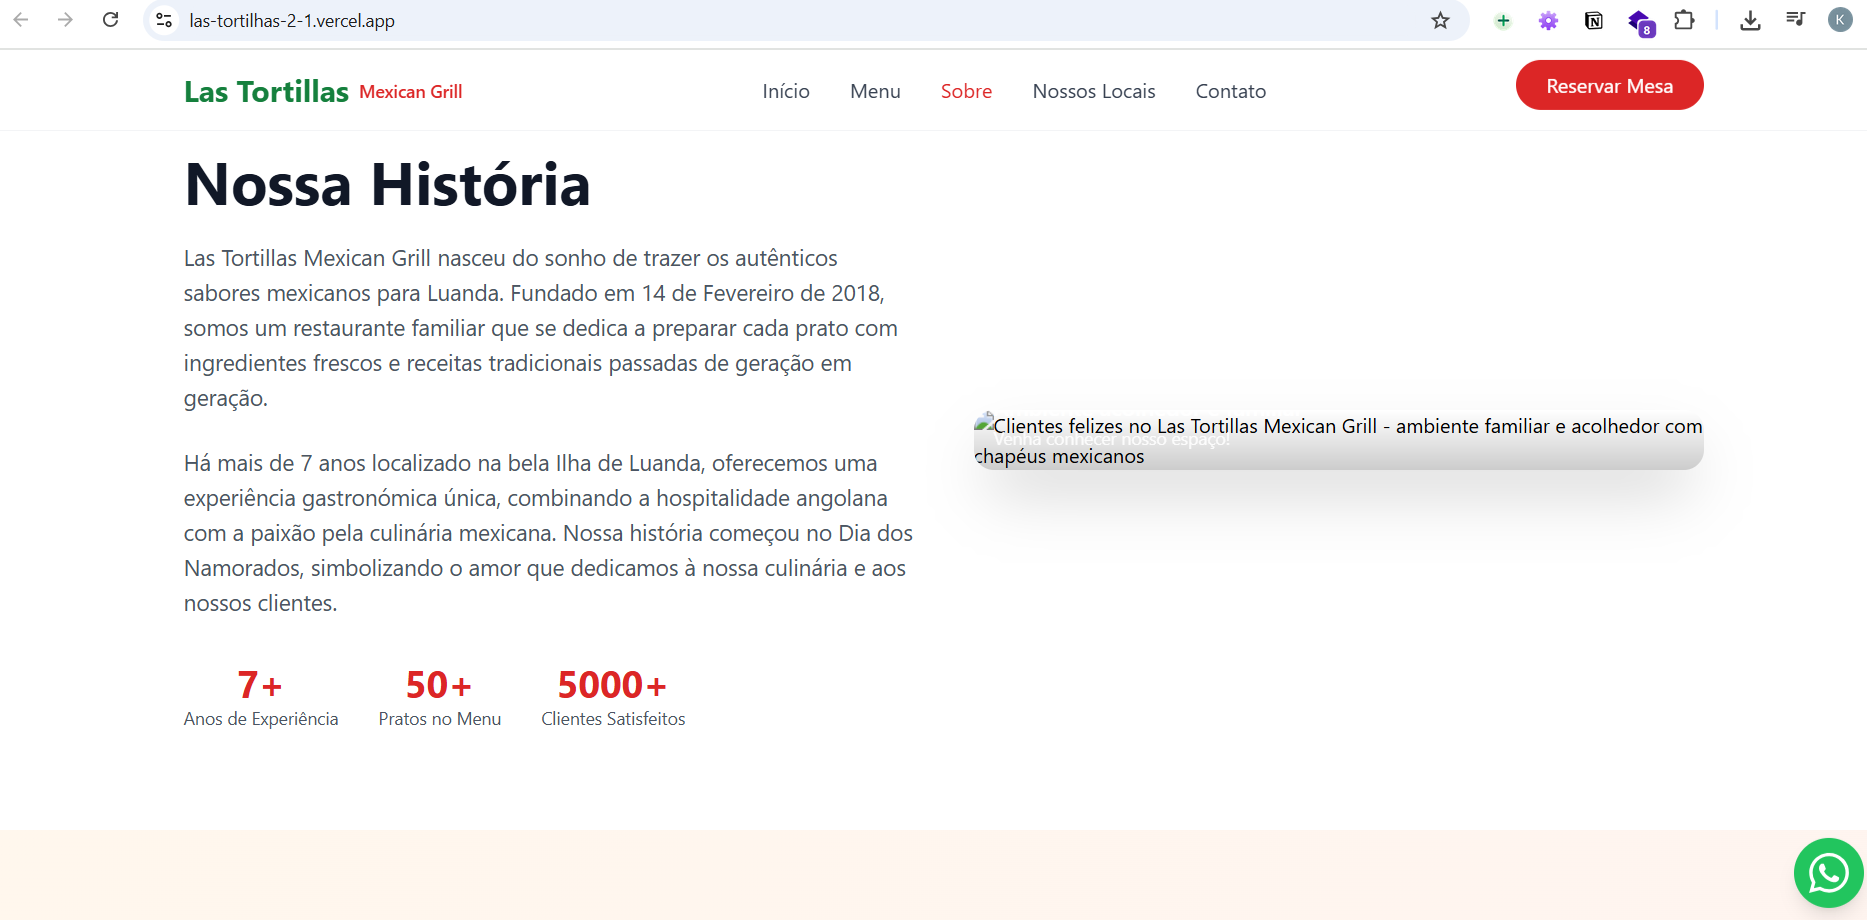 las-tortilhas-2-1.vercel.app
8
K
Las Tortillas Mexican Grill
Início Menu Sobre Nossos Locais Contato
Reservar Mesa
Nossa História
Las Tortillas Mexican Grill nasceu do sonho de trazer os autênticos
sabores mexicanos para Luanda. Fundado em 14 de Fevereiro de 2018,
somos um restaurante familiar que se dedica a preparar cada prato com
ingredientes frescos e receitas tradicionais passadas de geração em
geração.
Há mais de 7 anos localizado na bela Ilha de Luanda, oferecemos uma
experiência gastronómica única, combinando a hospitalidade angolana
com a paixão pela culinária mexicana. Nossa história começou no Dia dos
Namorados, simbolizando o amor que dedicamos à nossa culinária e aos
nossos clientes.
7+
Anos de Experiência
50+
Pratos no Menu
5000+
Clientes Satisfeitos
Clientes felizes no Las Tortillas Mexican Grill - ambiente familiar e acolhedor com
chapéus mexicanos
Venha conhecer nosso espaço!